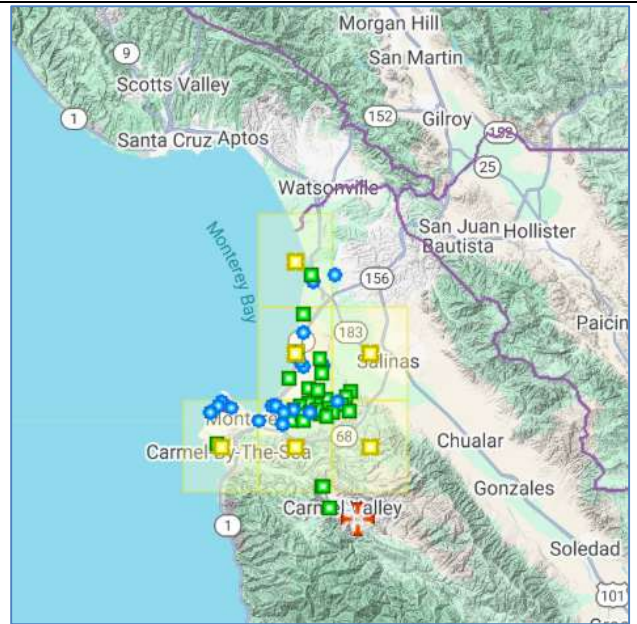 Morgan Hill
9
San Martin
Scotts Valley
1
152
Gilroy
152
Santa Cruz
Aptos
25
Watsonville
San Juan
Bautista
Hollister
Monterey Bay
156
Paicin
183
Salinas
Monterey
68
Carmel-By-The-Sea
Chualar
Gonzales
Carmel Valley
1
Soledad
101